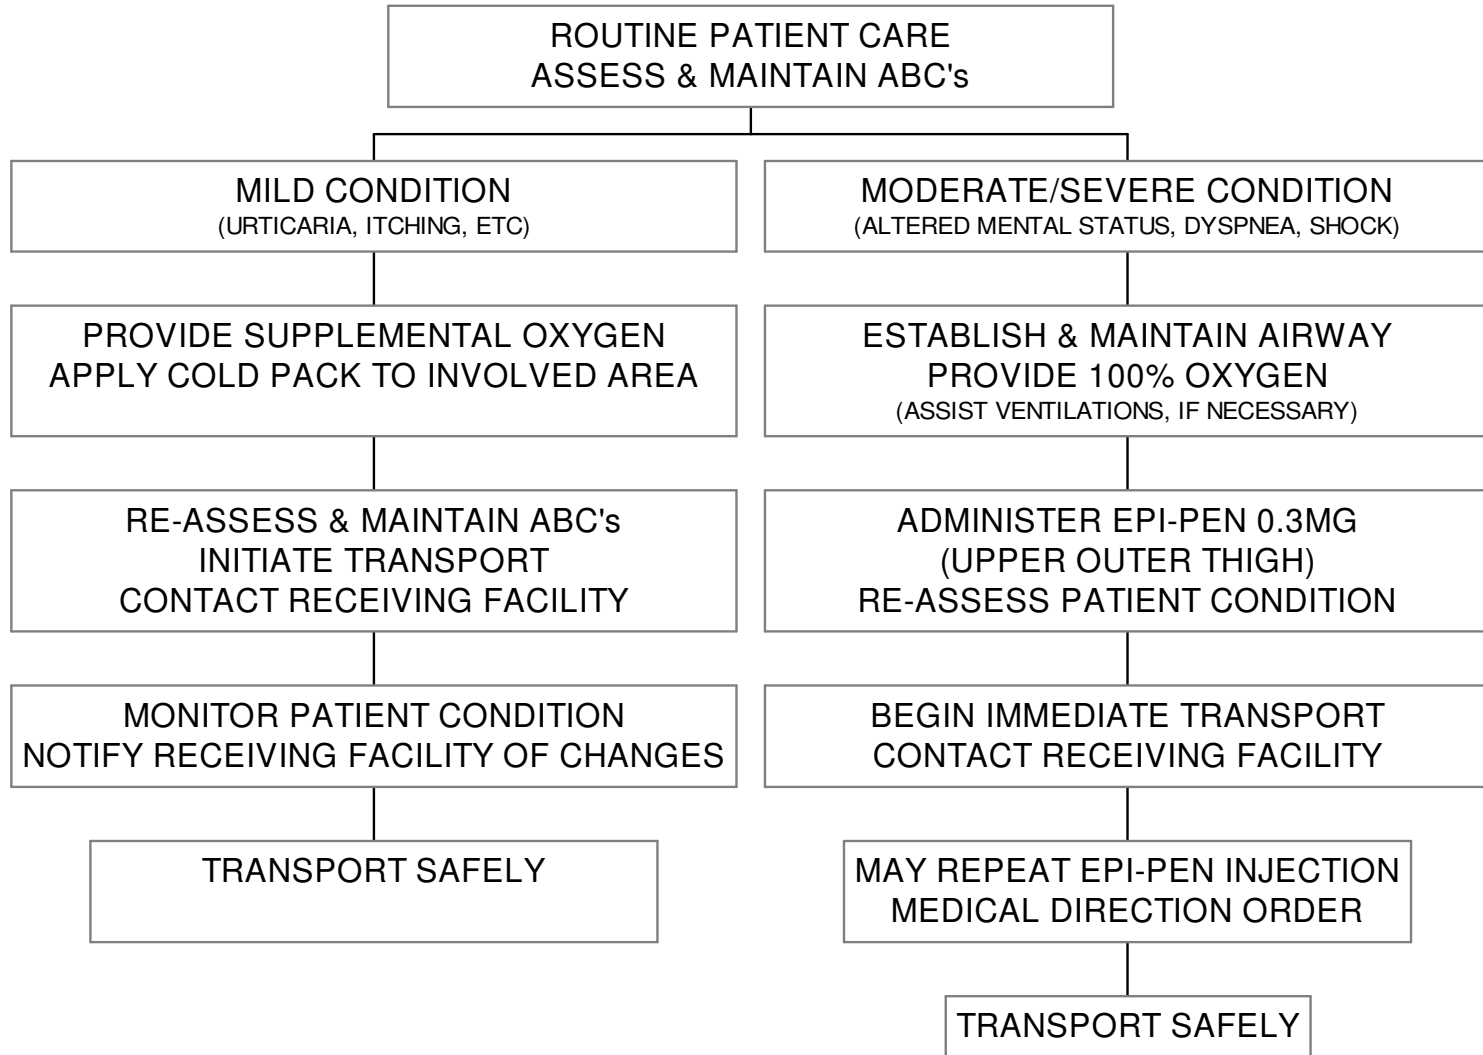 ROUTINE PATIENT CARE
ASSESS & MAINTAIN ABC's
MILD CONDITION
(URTICARIA, ITCHING, ETC)
PROVIDE SUPPLEMENTAL OXYGEN
APPLY COLD PACK TO INVOLVED AREA
RE-ASSESS & MAINTAIN ABC's
INITIATE TRANSPORT
CONTACT RECEIVING FACILITY
MONITOR PATIENT CONDITION
NOTIFY RECEIVING FACILITY OF CHANGES
TRANSPORT SAFELY
MODERATE/SEVERE CONDITION
(ALTERED MENTAL STATUS, DYSPNEA, SHOCK)
ESTABLISH & MAINTAIN AIRWAY
PROVIDE 100% OXYGEN
(ASSIST VENTILATIONS, IF NECESSARY)
ADMINISTER EPI-PEN 0.3MG
(UPPER OUTER THIGH)
RE-ASSESS PATIENT CONDITION
BEGIN IMMEDIATE TRANSPORT
CONTACT RECEIVING FACILITY
MAY REPEAT EPI-PEN INJECTION
MEDICAL DIRECTION ORDER
TRANSPORT SAFELY